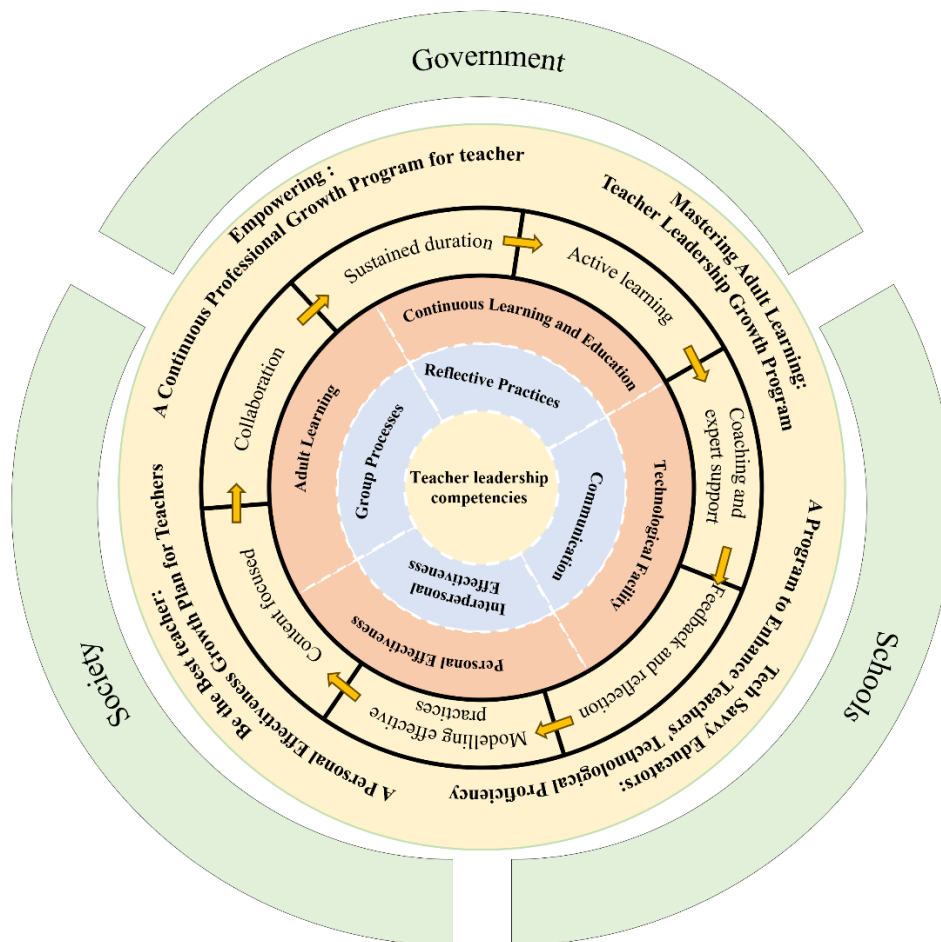 Government
Empowering :
A Continuous Professional Growth Program for teacher
Mastering Adult Learning:
Teacher Leadership Growth Program
Sustained duration
Active learning
Coaching and
expert support
Feedback and reflection
Modelling effective
practices
Content focused
Collaboration
Continuous Learning and Education
Adult Learning
Technological Facility
Personal Effectiveness
Reflective Practices
Group Processes
Communication
Interpersonal
Effectiveness
Teacher leadership
competencies
Be the Best teacher:
A Personal Effectiveness Growth Plan for Teachers
Tech Savvy Educators:
A Program to Enhance Teachers' Technological Proficiency
Society
Schools